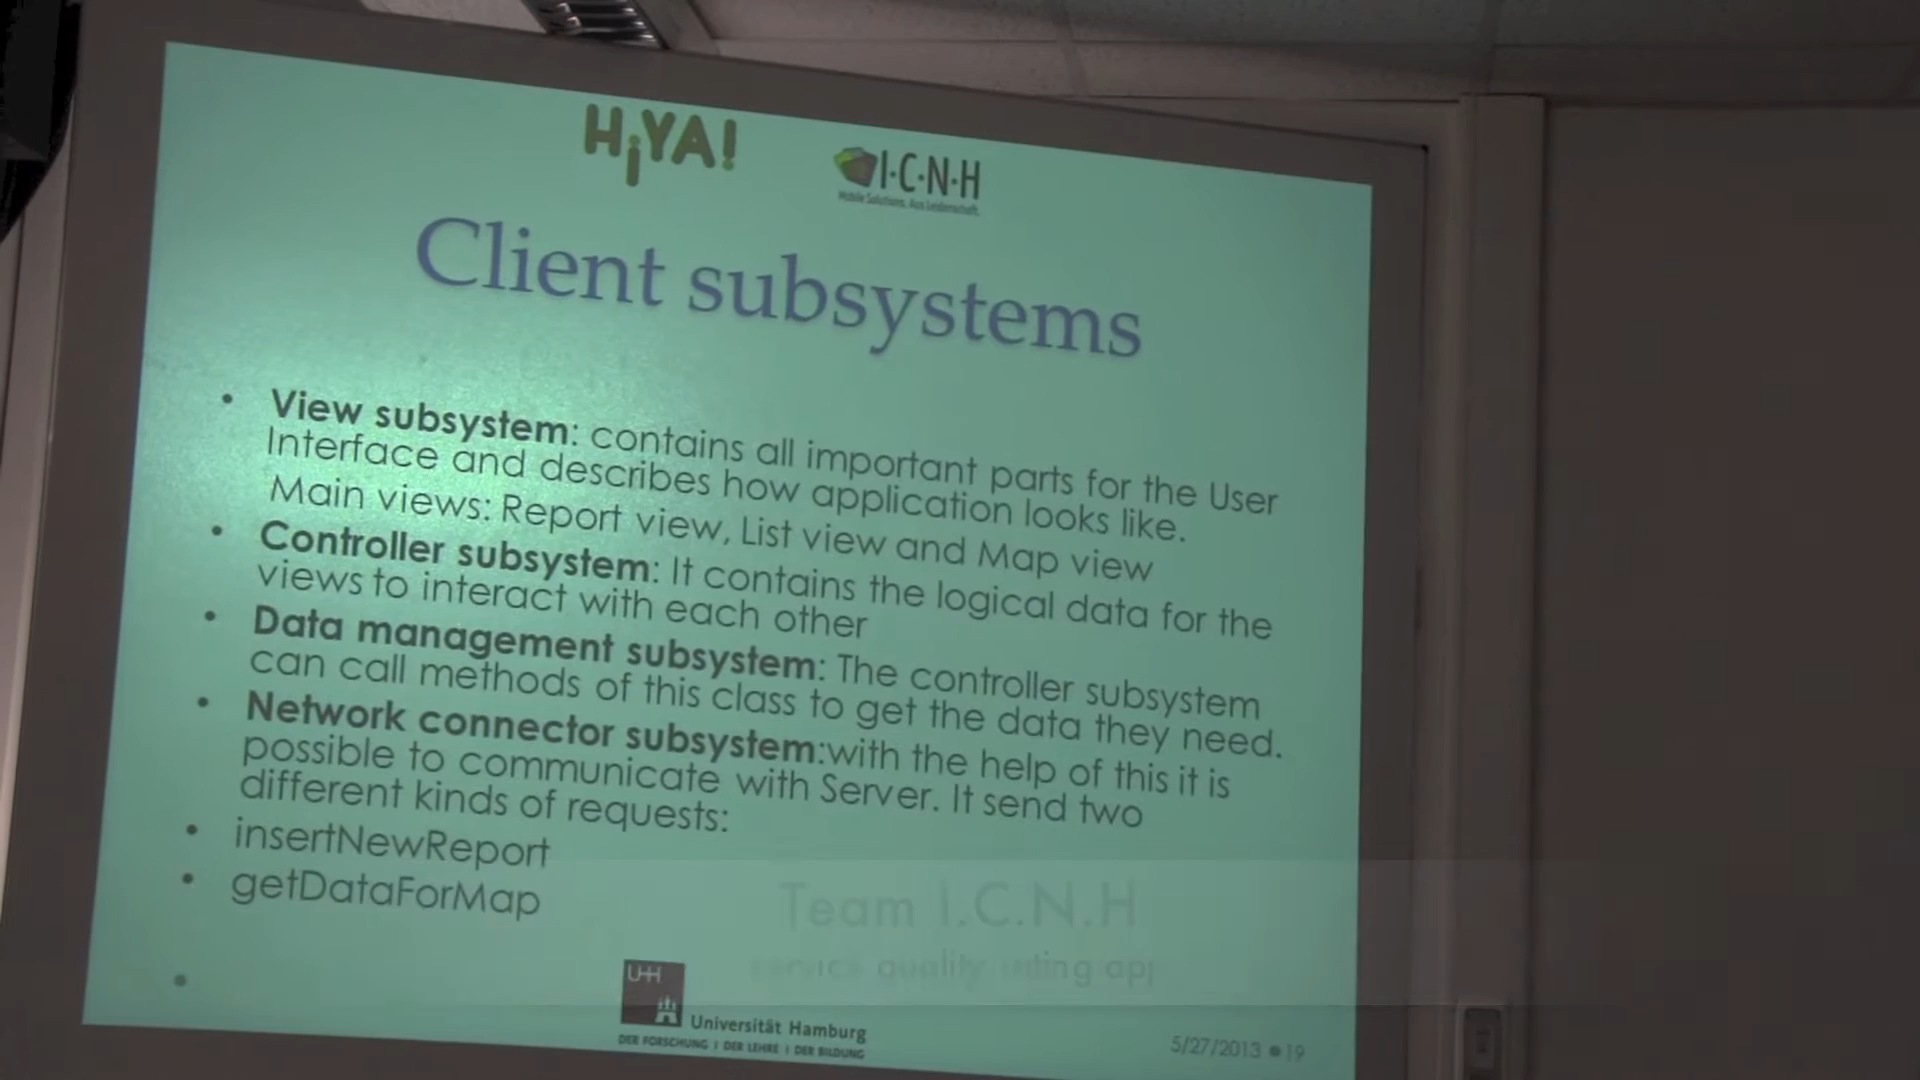 HiYA!
I·C·N·H
Mobile Solutions. Aus Leidenschaft.
Client subsystems
• View subsystem: contains all important parts for the User
Interface and describes how application looks like.
Main views: Report view, List view and Map view
• Controller subsystem: It contains the logical data for the
views to interact with each other
• Data management subsystem: The controller subsystem
can call methods of this class to get the data they need.
• Network connector subsystem:with the help of this it is
possible to communicate with Server. It send two
different kinds of requests:
• insertNewReport
• getDataForMap
Team I.C.N.H
service quality rating app
•
UHH
Universität Hamburg
DER FORSCHUNG | DER LEHRE | DER BILDUNG
5/27/2013 • 19